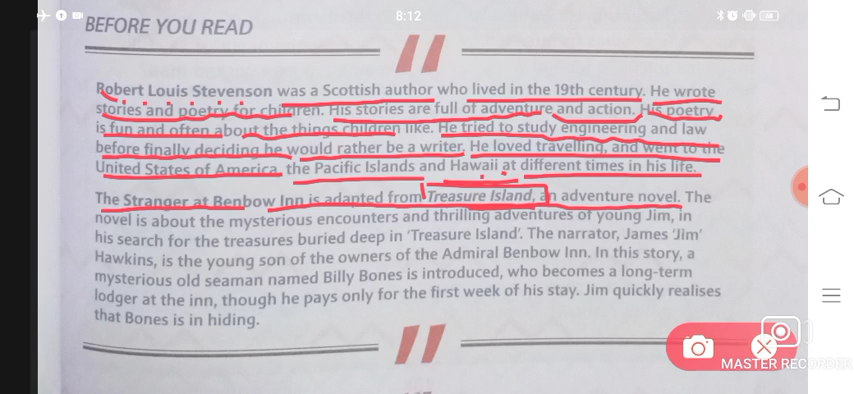 8:12
BEFORE YOU READ
Robert Louis Stevenson was a Scottish author who lived in the 19th century. He wrote
stories and poetry for children. His stories are full of adventure and action. His poetry
is fun and often about the things children like. He tried to study engineering and law
before finally deciding he would rather be a writer. He loved travelling, and went to the
United States of America, the Pacific Islands and Hawaii at different times in his life.
The Stranger at Benbow Inn is adapted from Treasure Island, an adventure novel. The
novel is about the mysterious encounters and thrilling adventures of young Jim, in
his search for the treasures buried deep in 'Treasure Island'. The narrator, James 'Jim'
Hawkins, is the young son of the owners of the Admiral Benbow Inn. In this story, a
mysterious old seaman named Billy Bones is introduced, who becomes a long-term
lodger at the inn, though he pays only for the first week of his stay. Jim quickly realises
that Bones is in hiding.
MASTER RECORDER